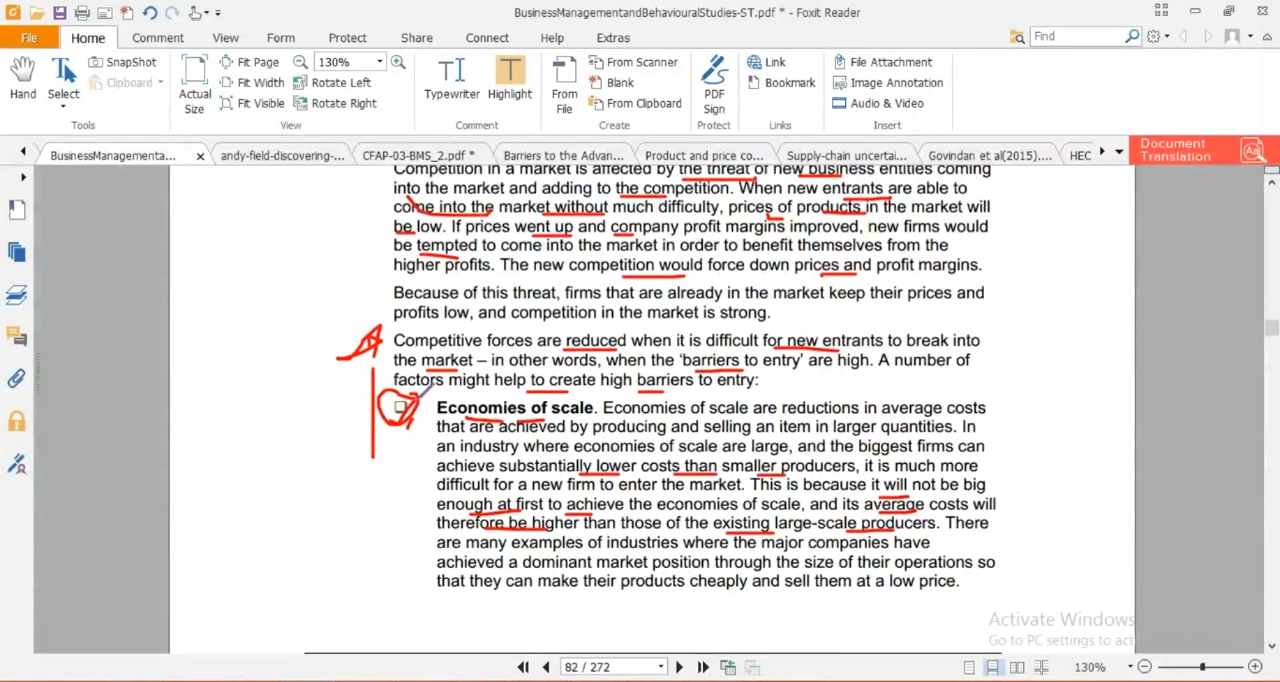 BusinessManagementandBehaviouralStudies-ST.pdf * - Foxit Reader
File Home Comment View Form Protect Share Connect Help Extras Find
SnapShot Fit Page 130% From Scanner Link File Attachment
Hand Select Clipboard Actual Size Fit Width Rotate Left Typewriter Highlight From File Blank PDF Sign Bookmark Image Annotation
Fit Visible Rotate Right From Clipboard Audio & Video
Tools View Comment Create Protect Links Insert
BusinessManagementa... andy-field-discovering-... CFAP-03-BMS_2.pdf * Barriers to the Advan... Product and price co... Supply-chain uncertai... Govindan et al(2015).... HEC Document Translation
Competition in a market is affected by the threat of new business entities coming
into the market and adding to the competition. When new entrants are able to
come into the market without much difficulty, prices of products in the market will
be low. If prices went up and company profit margins improved, new firms would
be tempted to come into the market in order to benefit themselves from the
higher profits. The new competition would force down prices and profit margins.
Because of this threat, firms that are already in the market keep their prices and
profits low, and competition in the market is strong.
Competitive forces are reduced when it is difficult for new entrants to break into
the market – in other words, when the ‘barriers to entry’ are high. A number of
factors might help to create high barriers to entry:
Economies of scale. Economies of scale are reductions in average costs
that are achieved by producing and selling an item in larger quantities. In
an industry where economies of scale are large, and the biggest firms can
achieve substantially lower costs than smaller producers, it is much more
difficult for a new firm to enter the market. This is because it will not be big
enough at first to achieve the economies of scale, and its average costs will
therefore be higher than those of the existing large-scale producers. There
are many examples of industries where the major companies have
achieved a dominant market position through the size of their operations so
that they can make their products cheaply and sell them at a low price.
Activate Windows
Go to PC settings to act
82 / 272 130%